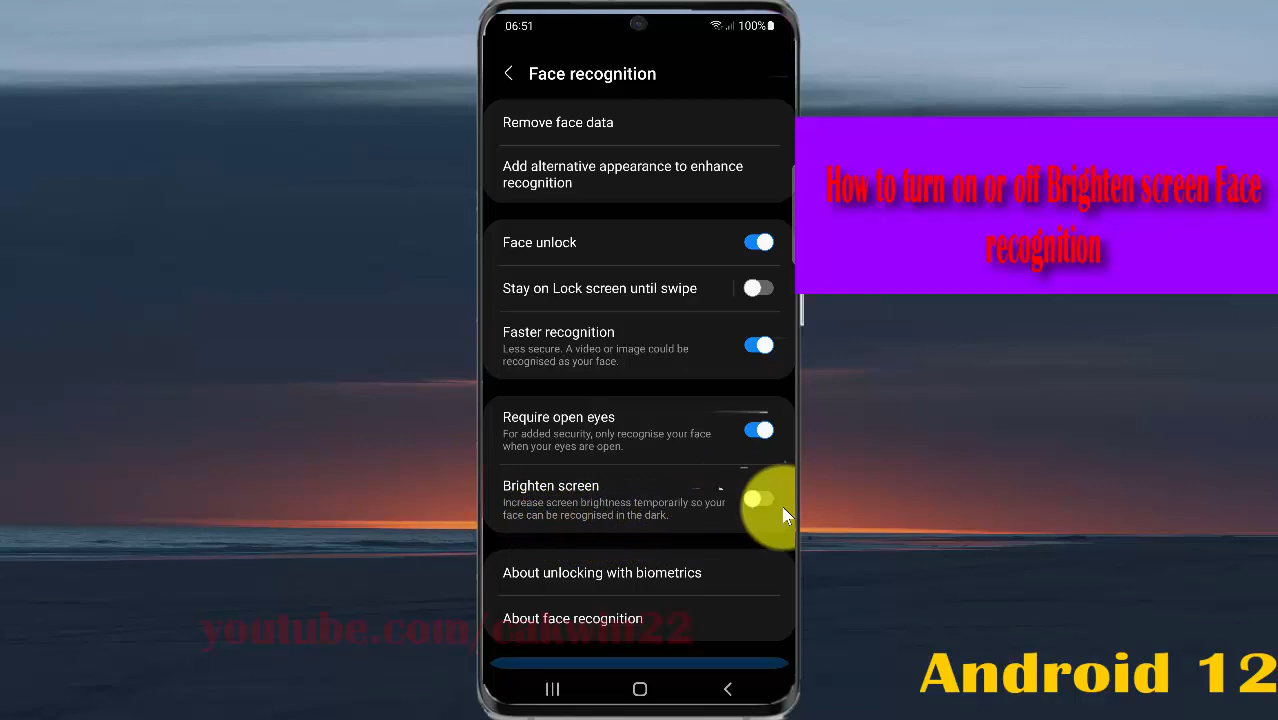 06:51
100%
Face recognition
Remove face data
Add alternative appearance to enhance
recognition
Face unlock
Stay on Lock screen until swipe
Faster recognition
Less secure. A video or image could be
recognised as your face.
Require open eyes
For added security, only recognise your face
when your eyes are open.
Brighten screen
Increase screen brightness temporarily so your
face can be recognised in the dark.
About unlocking with biometrics
About face recognition
How to turn on or off Brighten screen Face
recognition
youtube.com/cakwin22
Android 12